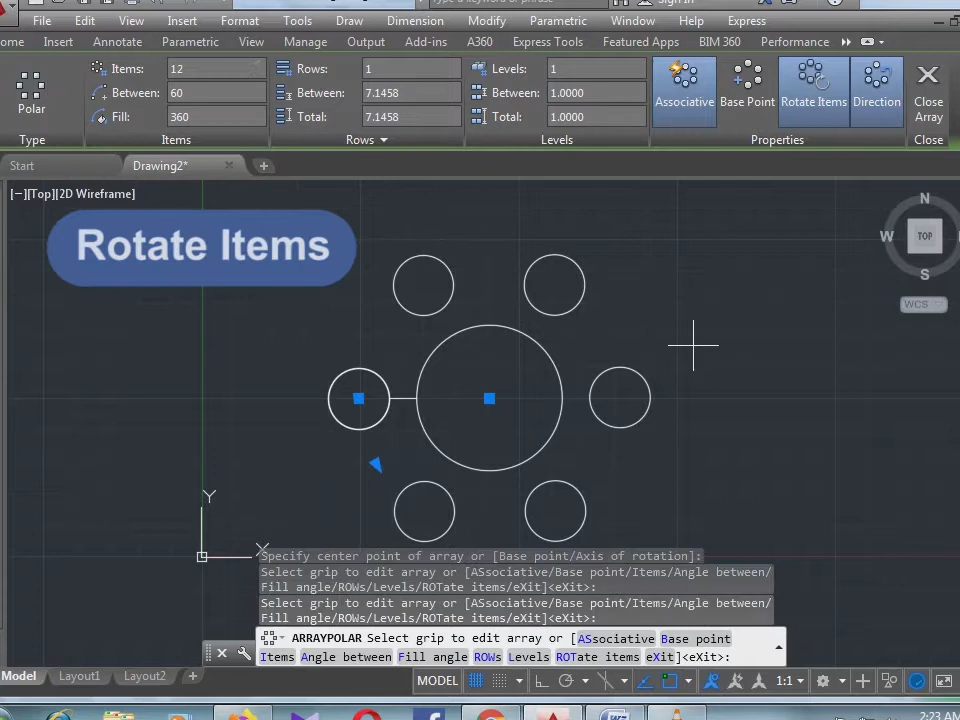 Type a keyword or phrase
Sign In
File Edit View Insert Format Tools Draw Dimension Modify Parametric Window Help Express
ome Insert Annotate Parametric View Manage Output Add-ins A360 Express Tools Featured Apps BIM 360 Performance
Items: 12 Rows: 1 Levels: 1
Between: 60 Between: 7.1458 Between: 1.0000
Fill: 360 Total: 7.1458 Total: 1.0000
Polar
Associative Base Point Rotate Items Direction Close
Array
Type Items Rows Levels Properties Close
Start Drawing2*
[−][Top][2D Wireframe]
Rotate Items
N
W TOP
S
WCS
Y
X
Specify center point of array or [Base point/Axis of rotation]:
Select grip to edit array or [ASsociative/Base point/Items/Angle between/
Fill angle/ROWs/Levels/ROTate items/eXit]<eXit>:
Select grip to edit array or [ASsociative/Base point/Items/Angle between/
Fill angle/ROWs/Levels/ROTate items/eXit]<eXit>:
ARRAYPOLAR Select grip to edit array or [ASsociative Base point
Items Angle between Fill angle ROWs Levels ROTate items eXit]<eXit>:
Model Layout1 Layout2 +
MODEL 1:1
2:23 AM